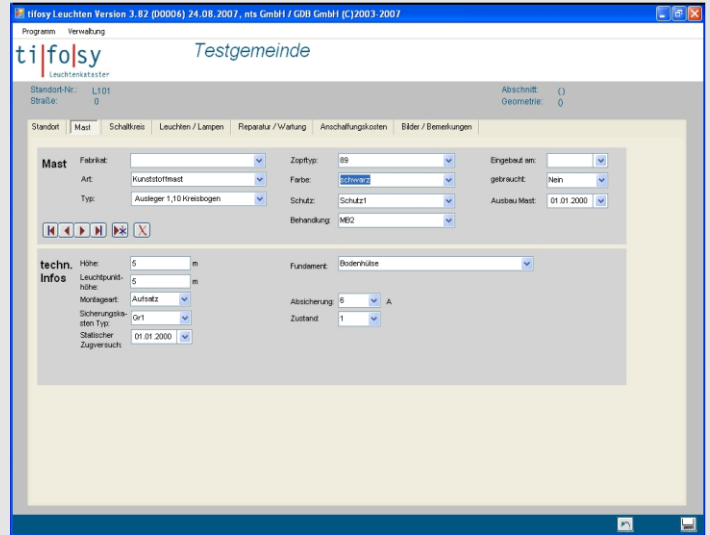 tifosy Leuchten Version 3.82 (D0006) 24.08.2007, nts GmbH / GDB GmbH (C)2003-2007
Programm Verwaltung
tifosy Testgemeinde
Leuchtenkataster
Standort-Nr.: L101 Abschnitt: ()
Straße: 0 Geometrie: ()
Standort Mast Schaltkreis Leuchten / Lampen Reparatur / Wartung Anschaffungskosten Bilder / Bemerkungen
Mast Fabrikat: Zopftyp: 89 Eingebaut am:
Art: Kunststoffmast Farbe: schwarz gebraucht: Nein
Typ: Ausleger 1,10 Kreisbogen Schutz: Schutz1 Ausbau Mast: 01.01.2000
Behandlung: MB2
techn. Infos Höhe: 5 m Fundament: Bodenhülse
Leuchtpunkt-
höhe: 5 m
Montageart: Aufsatz Absicherung: 6 A
Sicherungska-
sten Typ: Gr1 Zustand: 1
Statischer
Zugversuch: 01.01.2000